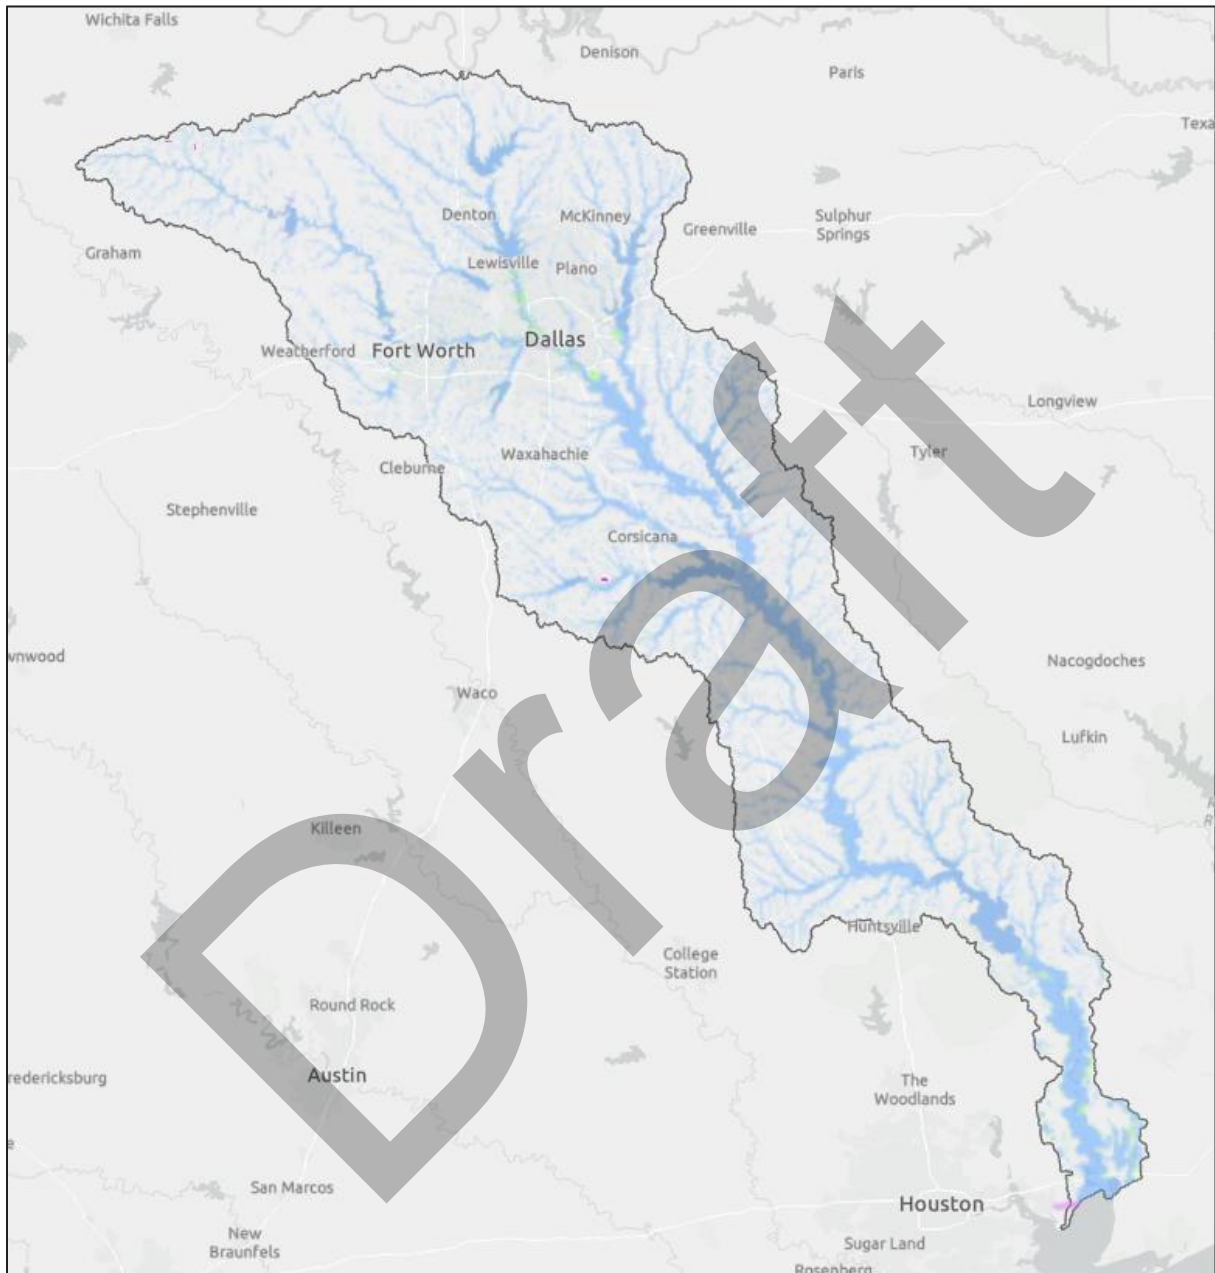 Wichita Falls
Denison
Paris
Texa
Denton
McKinney
Greenville
Sulphur
Springs
Graham
Lewisville
Plano
Weatherford
Fort Worth
Dallas
Longview
Cleburne
Waxahachie
Tyler
Stephenville
Corsicana
wnwood
Nacogdoches
Waco
Lufkin
R
R
Killeen
Draft
Huntsville
College
Station
Round Rock
Austin
redericksburg
The
Woodlands
e
San Marcos
Houston
New
Braunfels
Sugar Land
Rosenberg